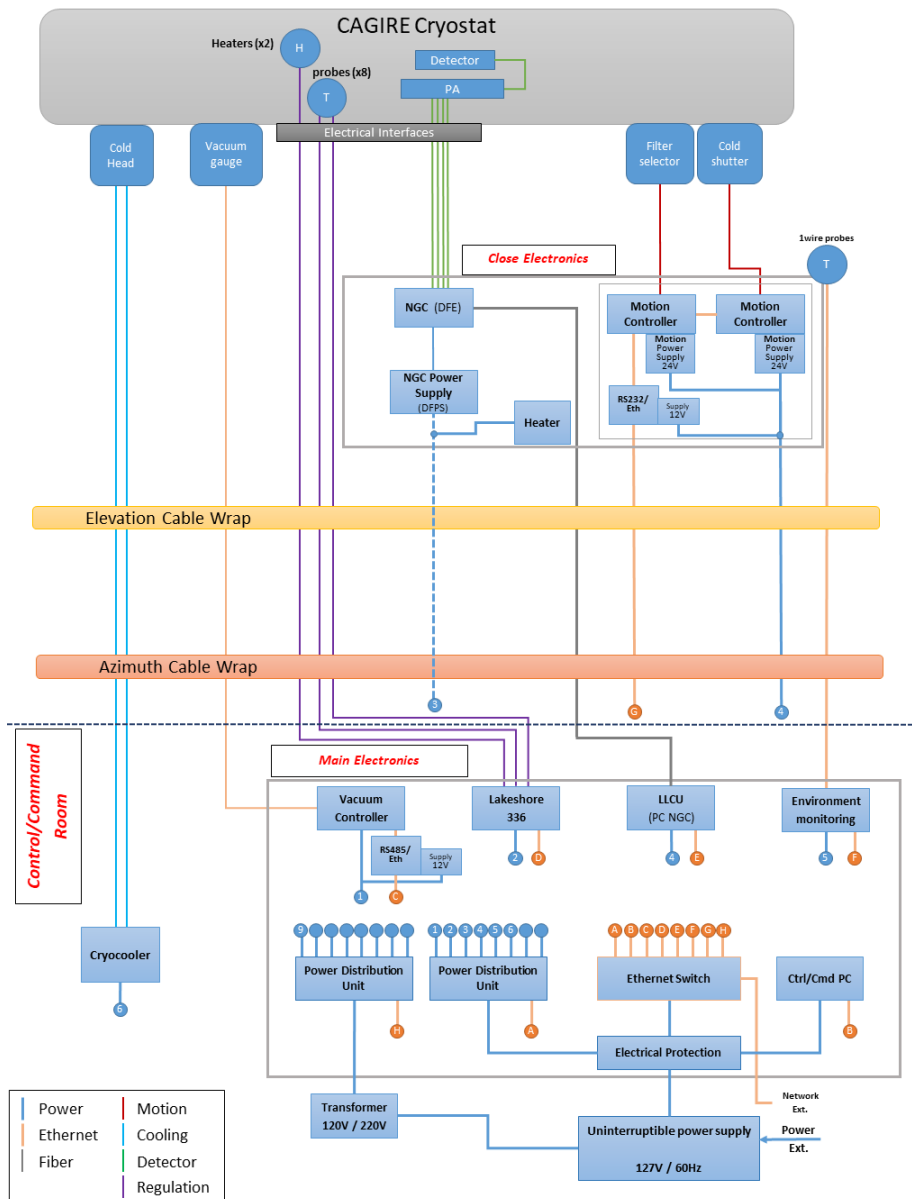 CAGIRE Cryostat
Heaters (x2)
H
Detector
probes (x8)
PA
T
Electrical Interfaces
Cold
Head
Vacuum
gauge
Filter
selector
Cold
shutter
1wire probes
T
Close Electronics
NGC (DFE)
Motion
Controller
Motion
Controller
Motion
Power
Supply
24V
Motion
Power
Supply
24V
NGC Power
Supply
(DFPS)
RS232/
Eth
Supply
12V
Heater
Elevation Cable Wrap
Azimuth Cable Wrap
3
G
4
Control/Command
Room
Main Electronics
Vacuum
Controller
Lakeshore
336
LLCU
(PC NGC)
Environment
monitoring
RS485/
Eth
Supply
12V
2
D
4
E
5
F
1
C
9
1
2
3
4
5
6
A
B
C
D
E
F
G
H
Cryocooler
Power Distribution
Unit
Power Distribution
Unit
Ethernet Switch
Ctrl/Cmd PC
6
H
A
B
Electrical Protection
Network
Ext.
Transformer
120V / 220V
Uninterruptible power supply
127V / 60Hz
Power
Ext.
Power
Ethernet
Fiber
Motion
Cooling
Detector
Regulation